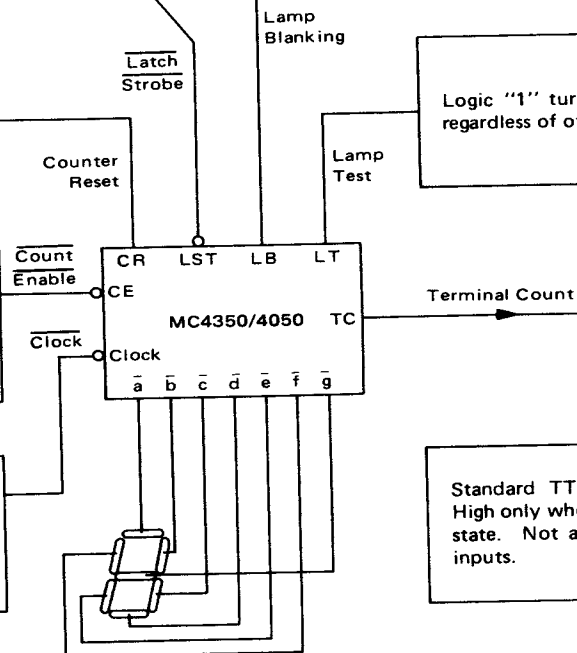 Lamp
Blanking
Latch
Strobe
Logic "1" tur
regardless of o
Counter
Reset
Lamp
Test
Count
Enable
CR LST LB LT
CE
MC4350/4050
TC
Terminal Count
Clock
Clock
a̅ b̅ c̅ d̅ e̅ f̅ g̅
Standard TT
High only wh
state. Not a
inputs.